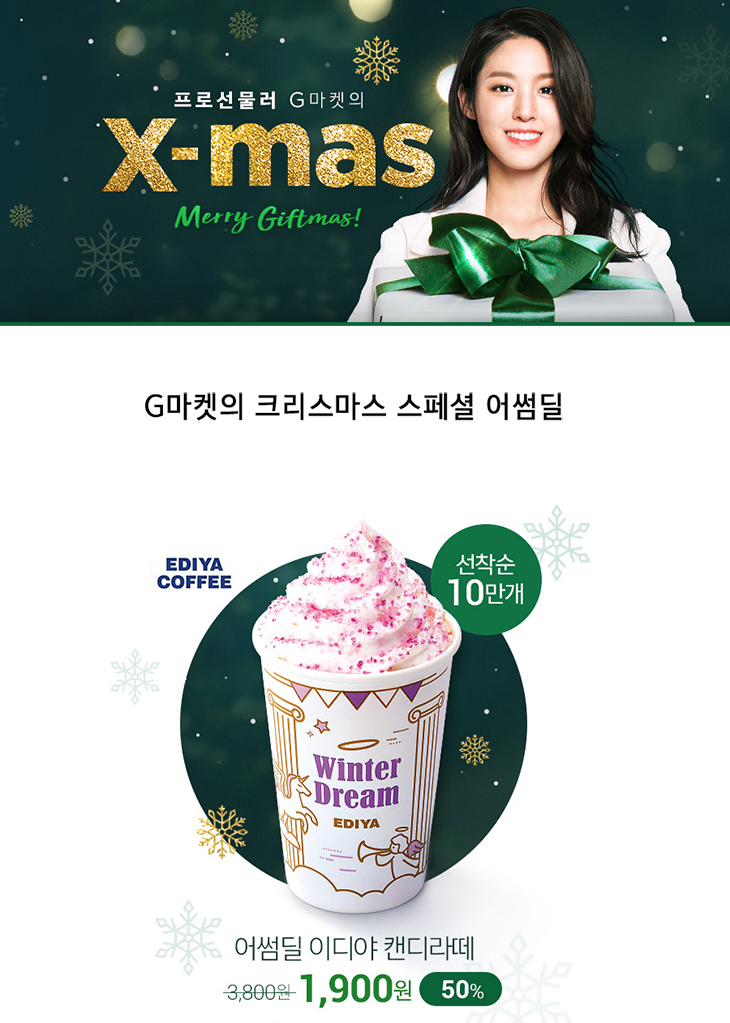 프로선물러 G마켓의
x-mas
Merry Giftmas!
G마켓의 크리스마스 스페셜 어썸딜
EDIYA
COFFEE
선착순
10만개
Winter
Dream
EDIYA
어썸딜 이디야 캔디라떼
3,800원 1,900원 50%